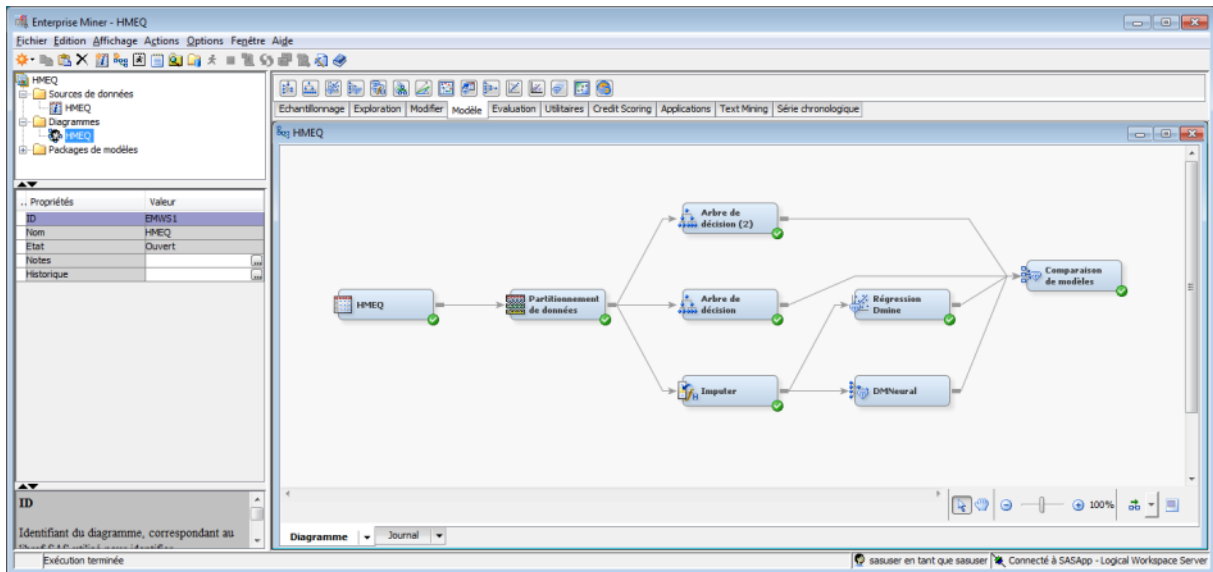 Enterprise Miner - HMEQ
Fichier Edition Affichage Actions Options Fenêtre Aide
HMEQ
Sources de données
HMEQ
Diagrammes
HMEQ
Packages de modèles
.. Propriétés Valeur
ID EMWS1
Nom HMEQ
Etat Ouvert
Notes ...
Historique ...
ID
Identifiant du diagramme, correspondant au
Echantillonnage Exploration Modifier Modèle Evaluation Utilitaires Credit Scoring Applications Text Mining Série chronologique
HMEQ
Arbre de
décision (2)
Comparaison
de modèles
HMEQ
Partitionnement
de données
Arbre de
décision
Régression
Dmine
Imputer
DMNeural
100%
Diagramme Journal
Exécution terminée
sasuser en tant que sasuser Connecté à SASApp - Logical Workspace Server